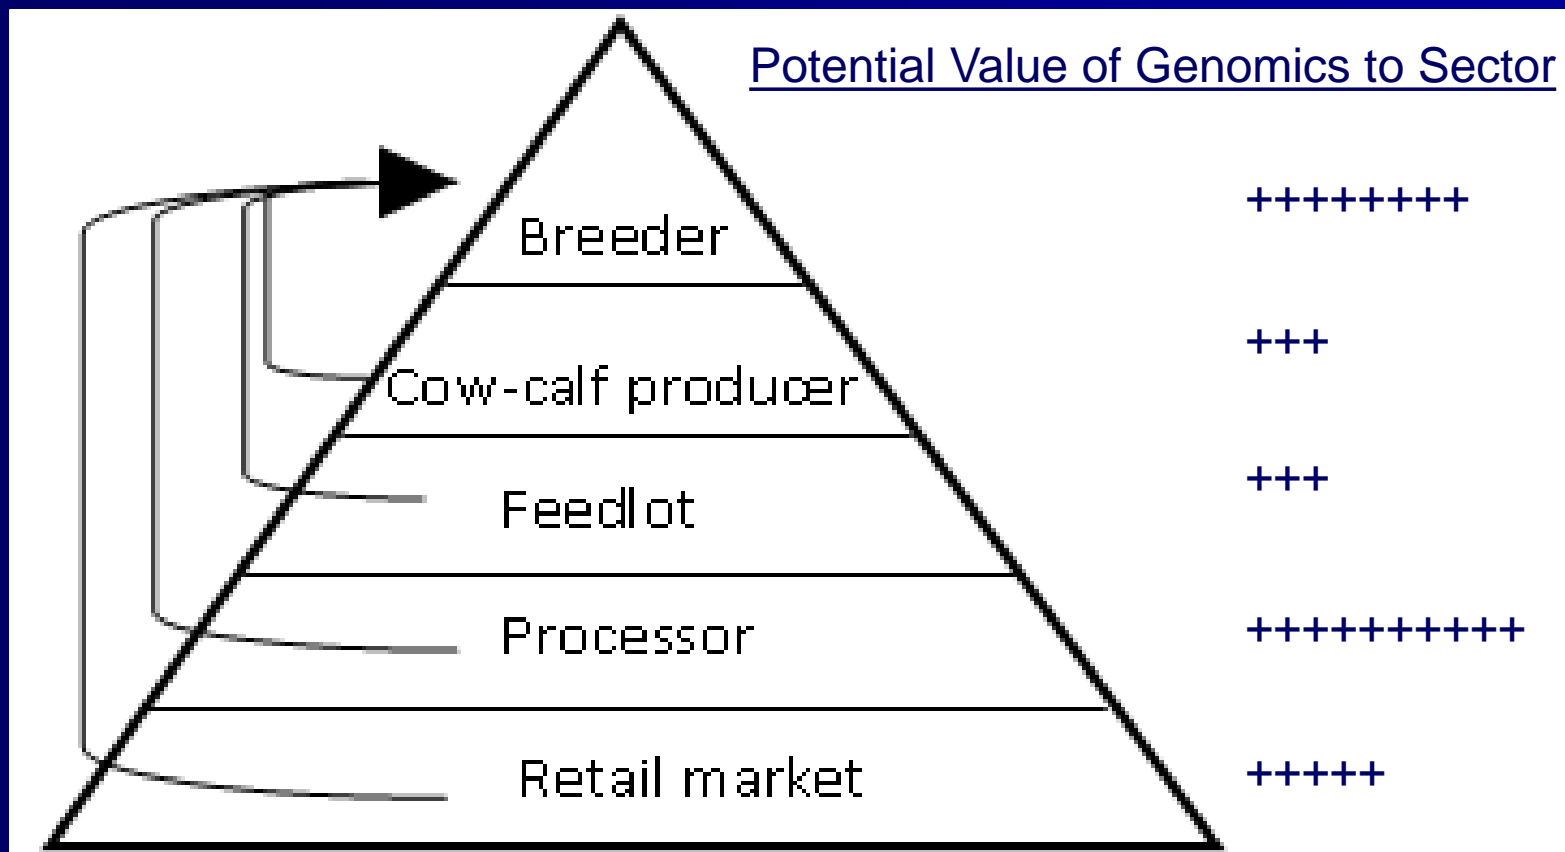 Potential Value of Genomics to Sector
Breeder ++++++++
Cow-calf producer +++
Feedlot +++
Processor ++++++++++
Retail market +++++